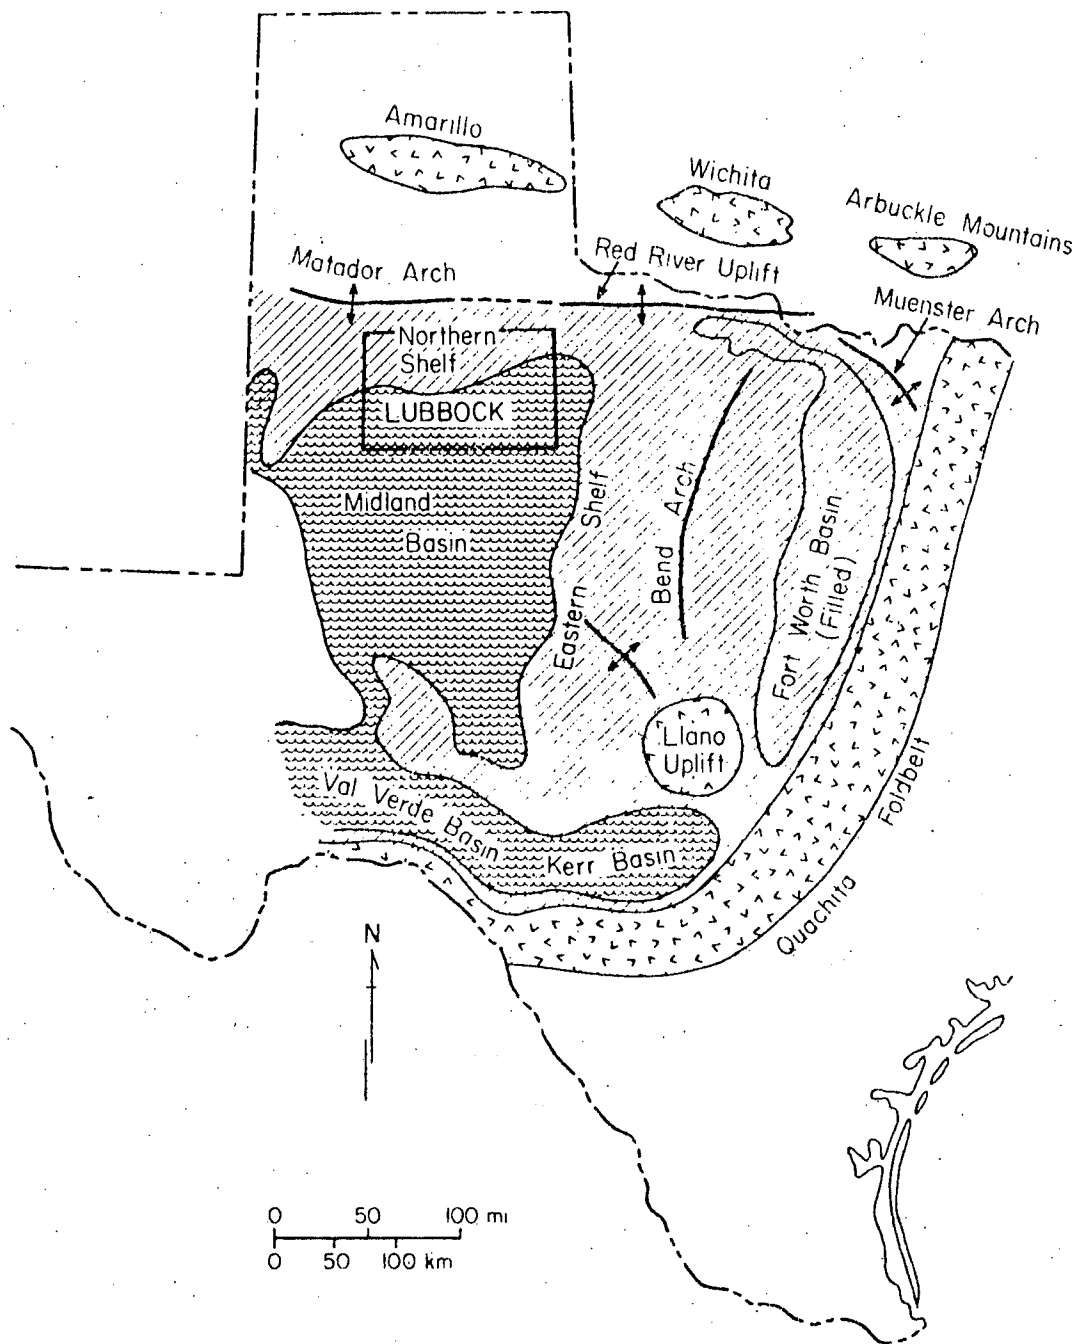 Amarillo
Wichita
Arbuckle Mountains
Red River Uplift
Matador Arch
Muenster Arch
Northern
Shelf
LUBBOCK
Midland
Basin
Eastern Shelf
Bend Arch
Fort Worth Basin
(Filled)
Llano
Uplift
Val Verde Basin
Kerr Basin
Quachita Foldbelt
N
0 50 100 mi
0 50 100 km